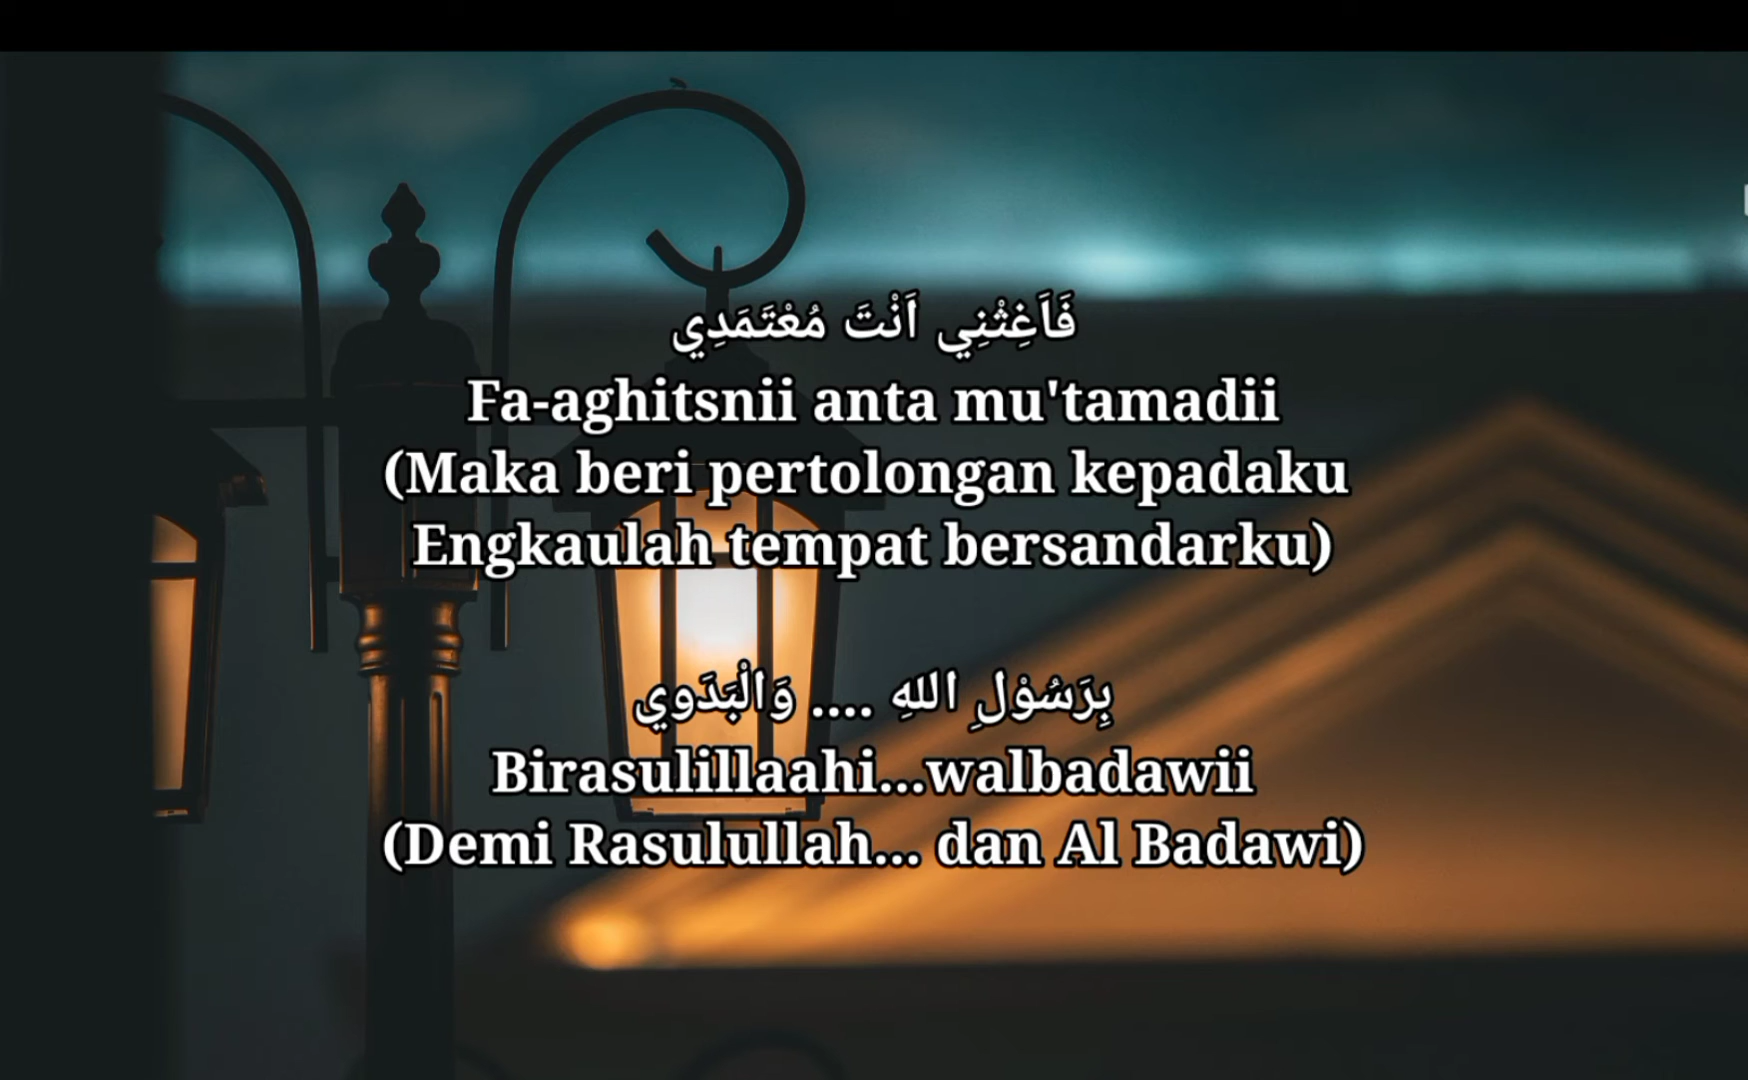 فَاَغِثْنِي اَنْتَ مُعْتَمَدِي
Fa-aghitsnii anta mu'tamadii
(Maka beri pertolongan kepadaku
Engkaulah tempat bersandarku)
بِرَسُوْلِ اللهِ .... وَالْبَدَوِي
Birasulillaahi...walbadawii
(Demi Rasulullah... dan Al Badawi)